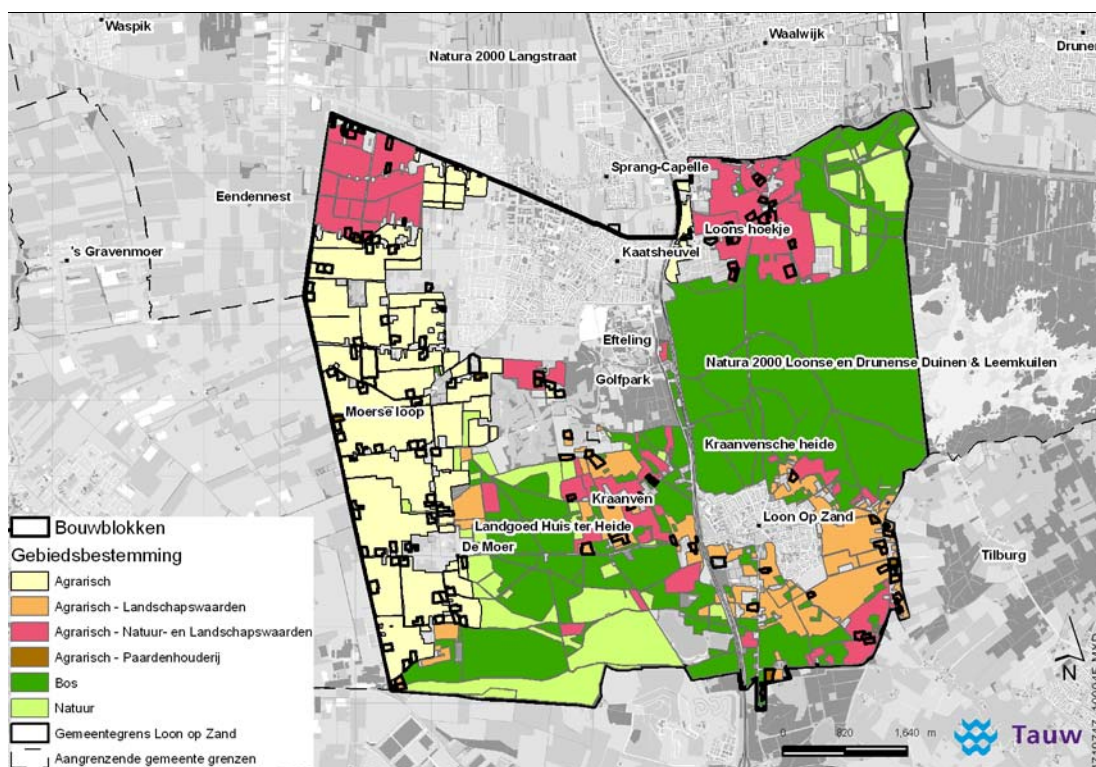 Waspik
Waalwijk
Drunen
Natura 2000 Langstraat
Sprang-Capelle
Eendennest
Loons hoekje
's Gravenmoer
Kaatsheuvel
Efteling
Natura 2000 Loonse en Drunense Duinen & Leemkuilen
Golfpark
Moerse loop
Kraanvensche heide
Kraanven
Loon Op Zand
Landgoed Huis ter Heide
De Moer
Tilburg
Bouwblokken
Gebiedsbestemming
Agrarisch
Agrarisch - Landschapswaarden
Agrarisch - Natuur- en Landschapswaarden
Agrarisch - Paardenhouderij
Bos
Natuur
Gemeentegrens Loon op Zand
Aangrenzende gemeente grenzen
N
0 820 1,640 m
Tauw